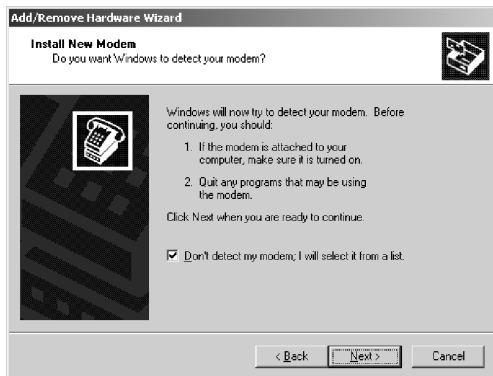 Add/Remove Hardware Wizard
Install New Modem
Do you want Windows to detect your modem?
Windows will now try to detect your modem. Before
continuing, you should:
1. If the modem is attached to your
computer, make sure it is turned on.
2. Quit any programs that may be using
the modem.
Click Next when you are ready to continue.
Don't detect my modem; I will select it from a list.
< Back
Next >
Cancel